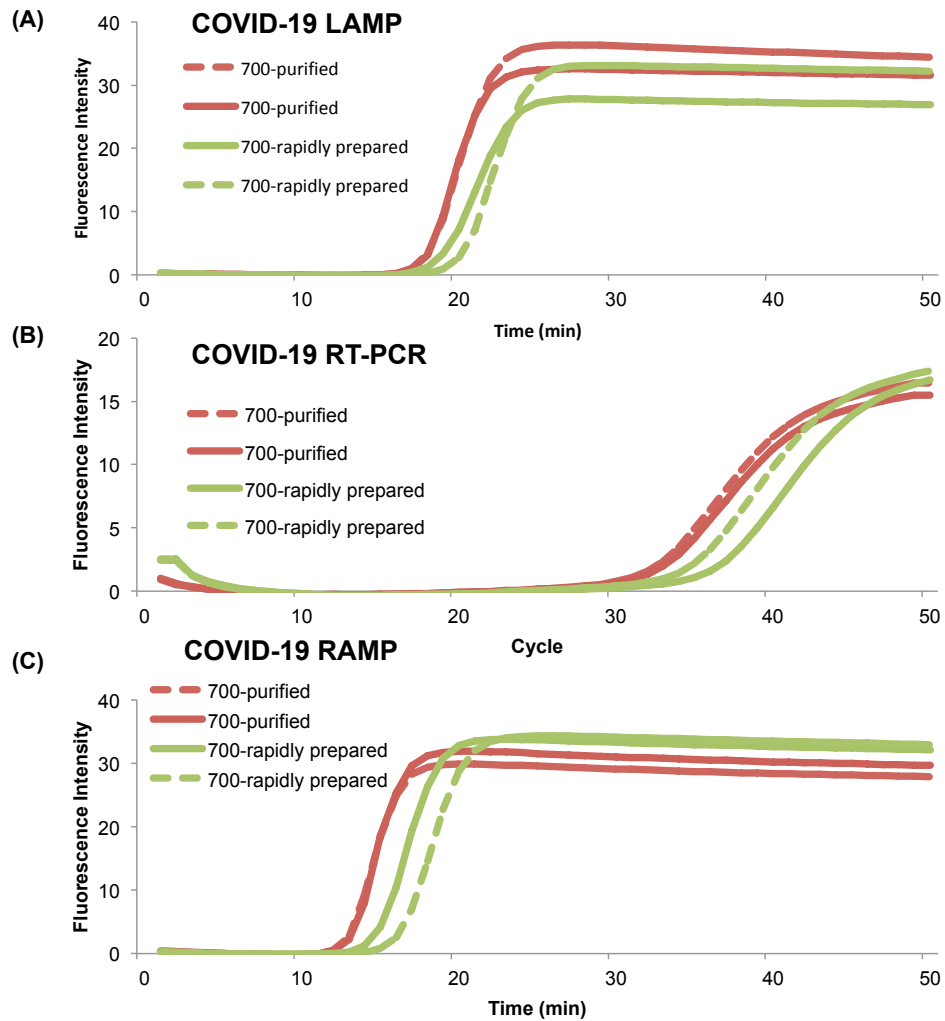 (A)
COVID-19 LAMP
700-purified
700-purified
700-rapidly prepared
700-rapidly prepared
Fluorescence Intensity
40
30
20
10
0
0 10 20 30 40 50
Time (min)
(B)
COVID-19 RT-PCR
700-purified
700-purified
700-rapidly prepared
700-rapidly prepared
Fluorescence Intensity
20
15
10
5
0
0 10 20 30 40 50
Cycle
(C)
COVID-19 RAMP
700-purified
700-purified
700-rapidly prepared
700-rapidly prepared
Fluorescence Intensity
40
30
20
10
0
0 10 20 30 40 50
Time (min)